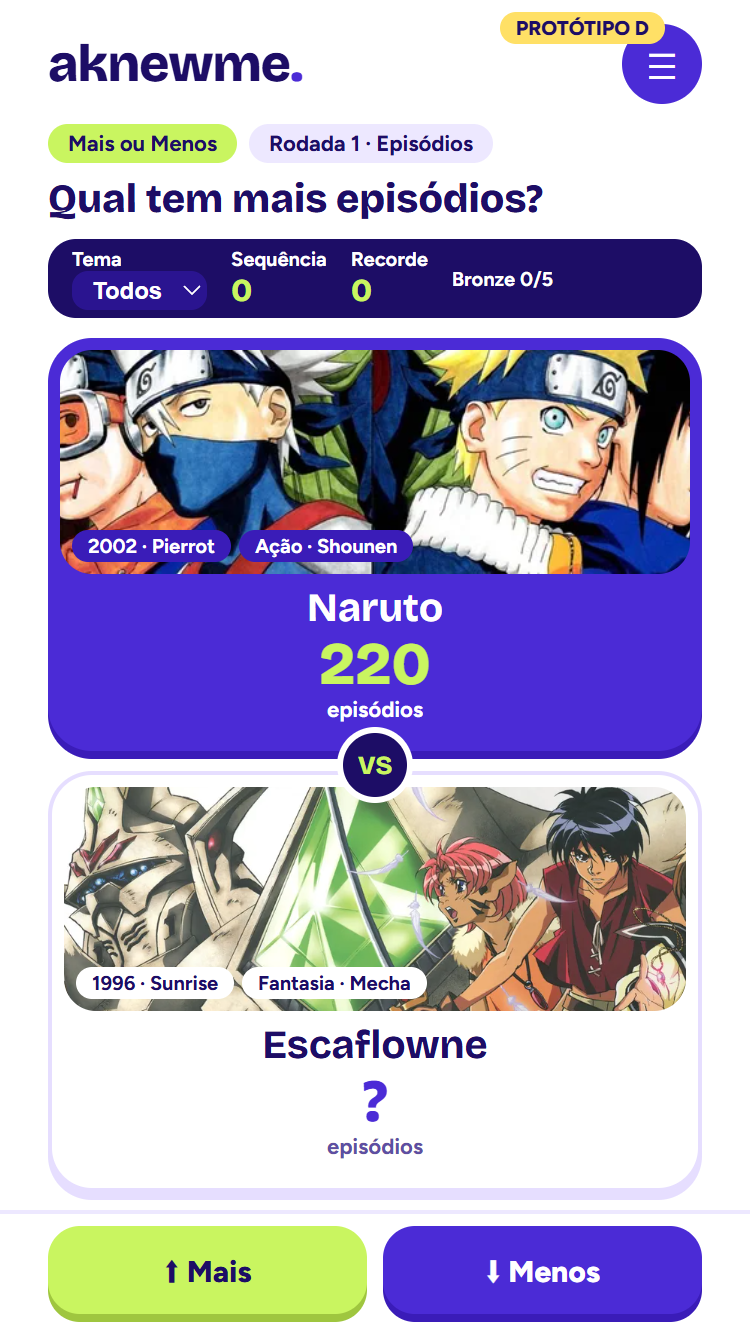 PROTÓTIPO D
aknewme.
Mais ou Menos
Rodada 1 · Episódios
Qual tem mais episódios?
Tema
Todos
Sequência
0
Recorde
0
Bronze 0/5
2002 · Pierrot
Ação · Shounen
Naruto
220
episódios
VS
1996 · Sunrise
Fantasia · Mecha
Escaflowne
?
episódios
⬆ Mais
⬇ Menos